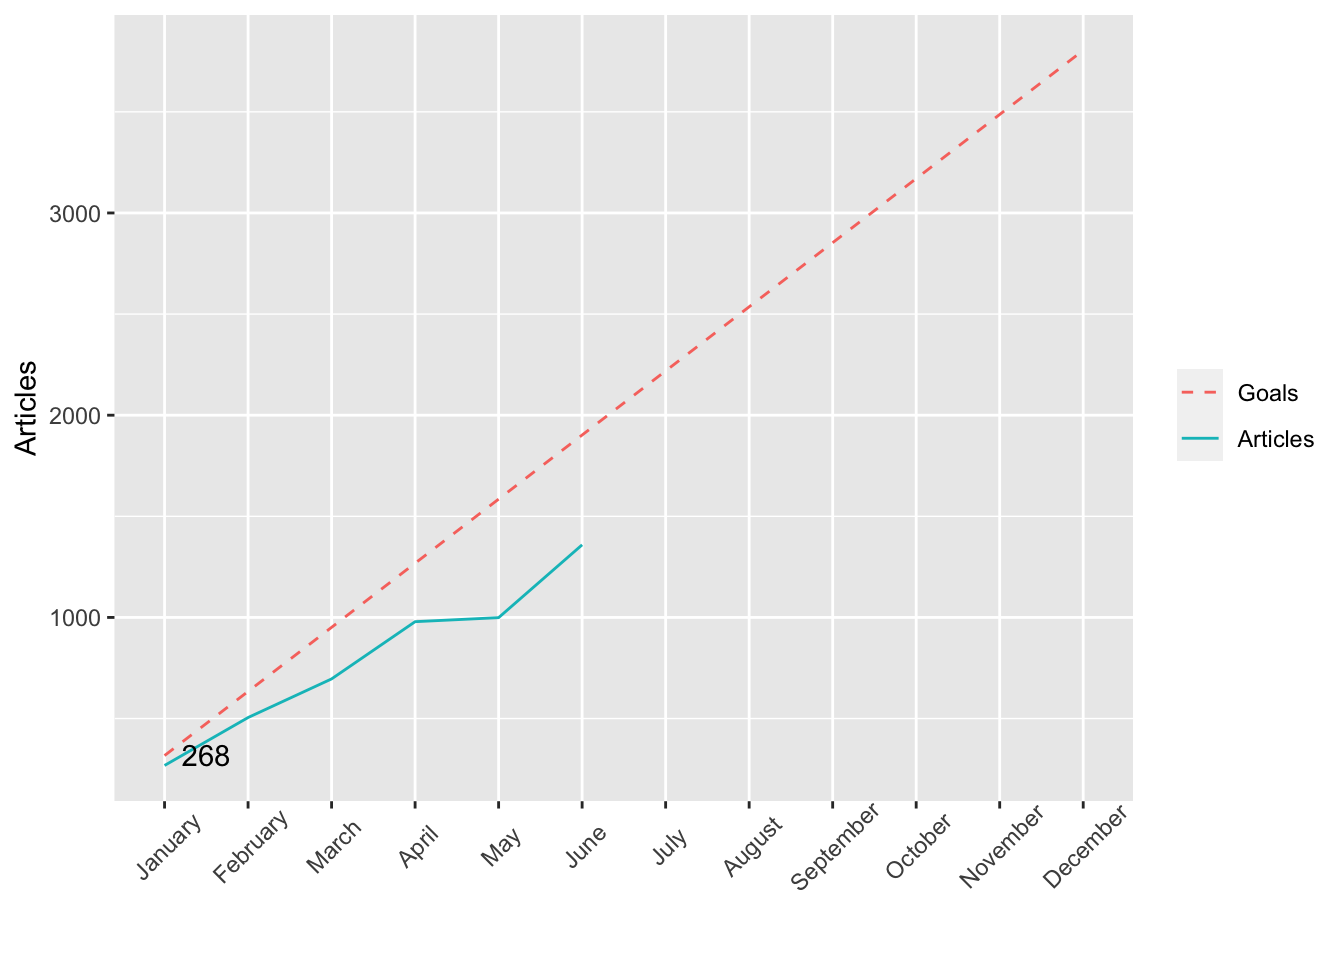 Articles
3000
2000
1000
268
January
February
March
April
May
June
July
August
September
October
November
December
Goals
Articles